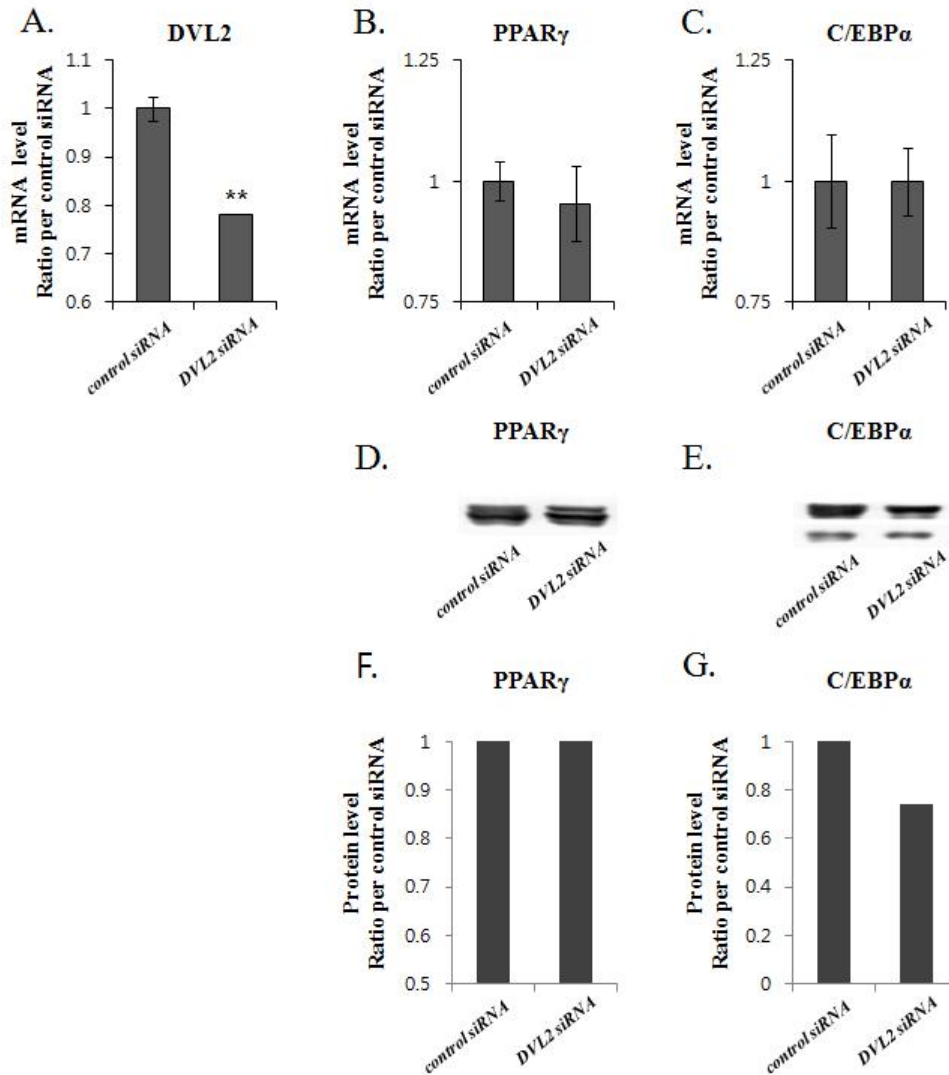 A.
DVL2
mRNA level
Ratio per control siRNA
1.1
1
0.9
0.8
0.7
0.6
**
control siRNA
DVL2 siRNA
B.
PPARγ
mRNA level
Ratio per control siRNA
1.25
1
0.75
control siRNA
DVL2 siRNA
C.
C/EBPα
mRNA level
Ratio per control siRNA
1.25
1
0.75
control siRNA
DVL2 siRNA
D.
PPARγ
control siRNA
DVL2 siRNA
E.
C/EBPα
control siRNA
DVL2 siRNA
F.
PPARγ
Protein level
Ratio per control siRNA
1
0.9
0.8
0.7
0.6
0.5
control siRNA
DVL2 siRNA
G.
C/EBPα
Protein level
Ratio per control siRNA
1
0.8
0.6
0.4
0.2
0
control siRNA
DVL2 siRNA